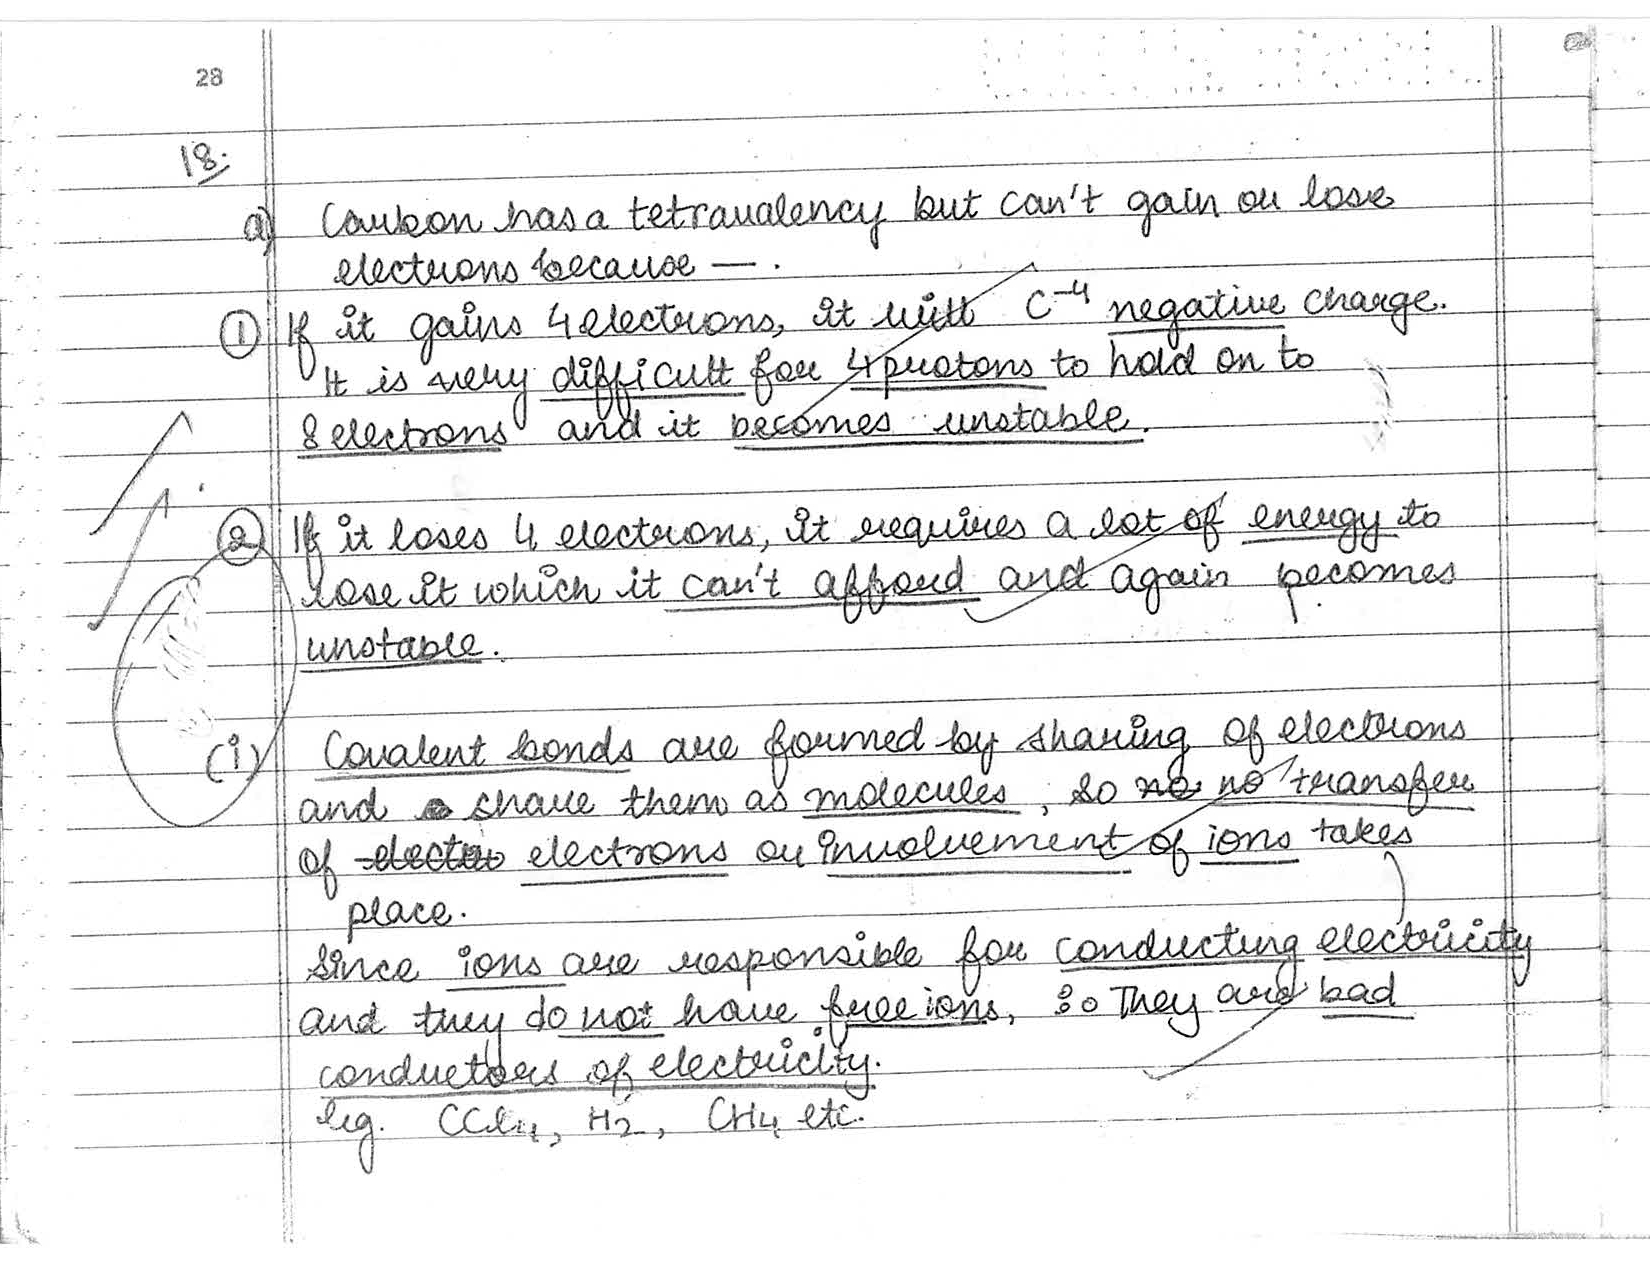 28
18.
a) Carbon has a tetravalency but can't gain or lose
electrons because — .
① If it gains 4 electrons, it will C⁻⁴ negative charge.
It is very difficult for 4 protons to hold on to
8 electrons and it becomes unstable.
② If it loses 4 electrons, it requires a lot of energy to
lose it which it can't afford and again becomes
unstable.
(i) Covalent bonds are formed by sharing of electrons
and share them as molecules, so no no transfer
of electro electrons or involvement of ions takes
place.
Since ions are responsible for conducting electricity
and they do not have free ions, so They are bad
conductors of electricity.
eg. CCl₄, H₂, CH₄ etc.